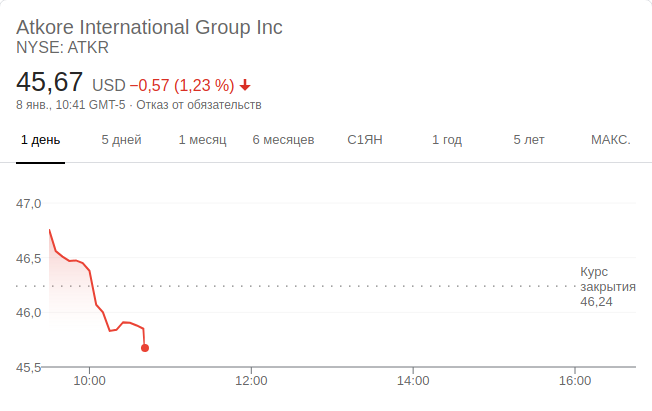 Atkore International Group Inc
NYSE: ATKR
45,67 USD −0,57 (1,23 %)
8 янв., 10:41 GMT-5 · Отказ от обязательств
1 день 5 дней 1 месяц 6 месяцев С1ЯН 1 год 5 лет МАКС.
47,0
46,5
Курс
закрытия
46,24
46,0
45,5
10:00 12:00 14:00 16:00